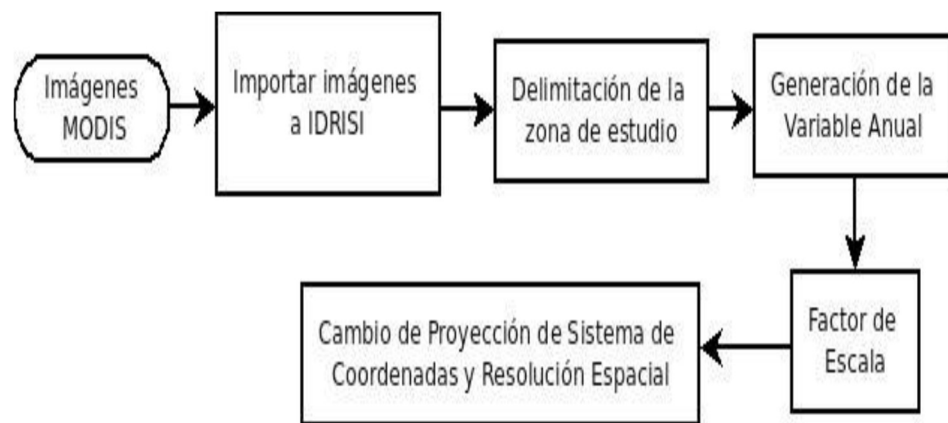 Imágenes
MODIS
Importar imágenes
a IDRISI
Delimitación de la
zona de estudio
Generación de la
Variable Anual
Factor de
Escala
Cambio de Proyección de Sistema de
Coordenadas y Resolución Espacial